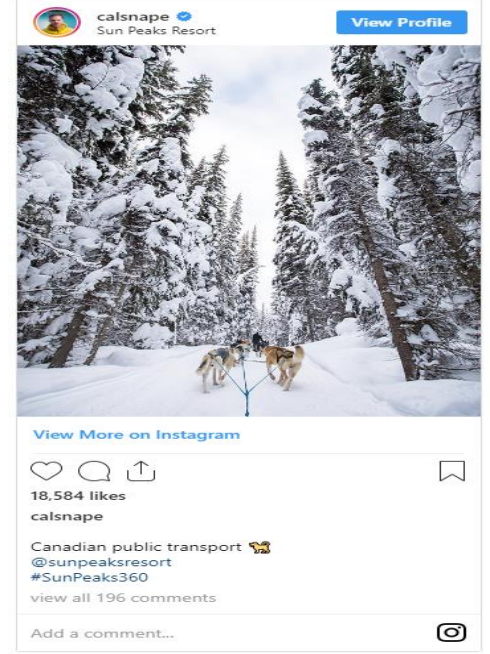 calsnape
Sun Peaks Resort
View Profile
View More on Instagram
18,584 likes
calsnape
Canadian public transport 🐕
@sunpeaksresort
#SunPeaks360
view all 196 comments
Add a comment...